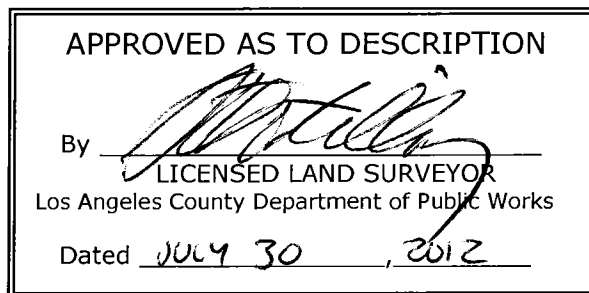 APPROVED AS TO DESCRIPTION
By
LICENSED LAND SURVEYOR
Los Angeles County Department of Public Works
Dated JULY 30, 2012